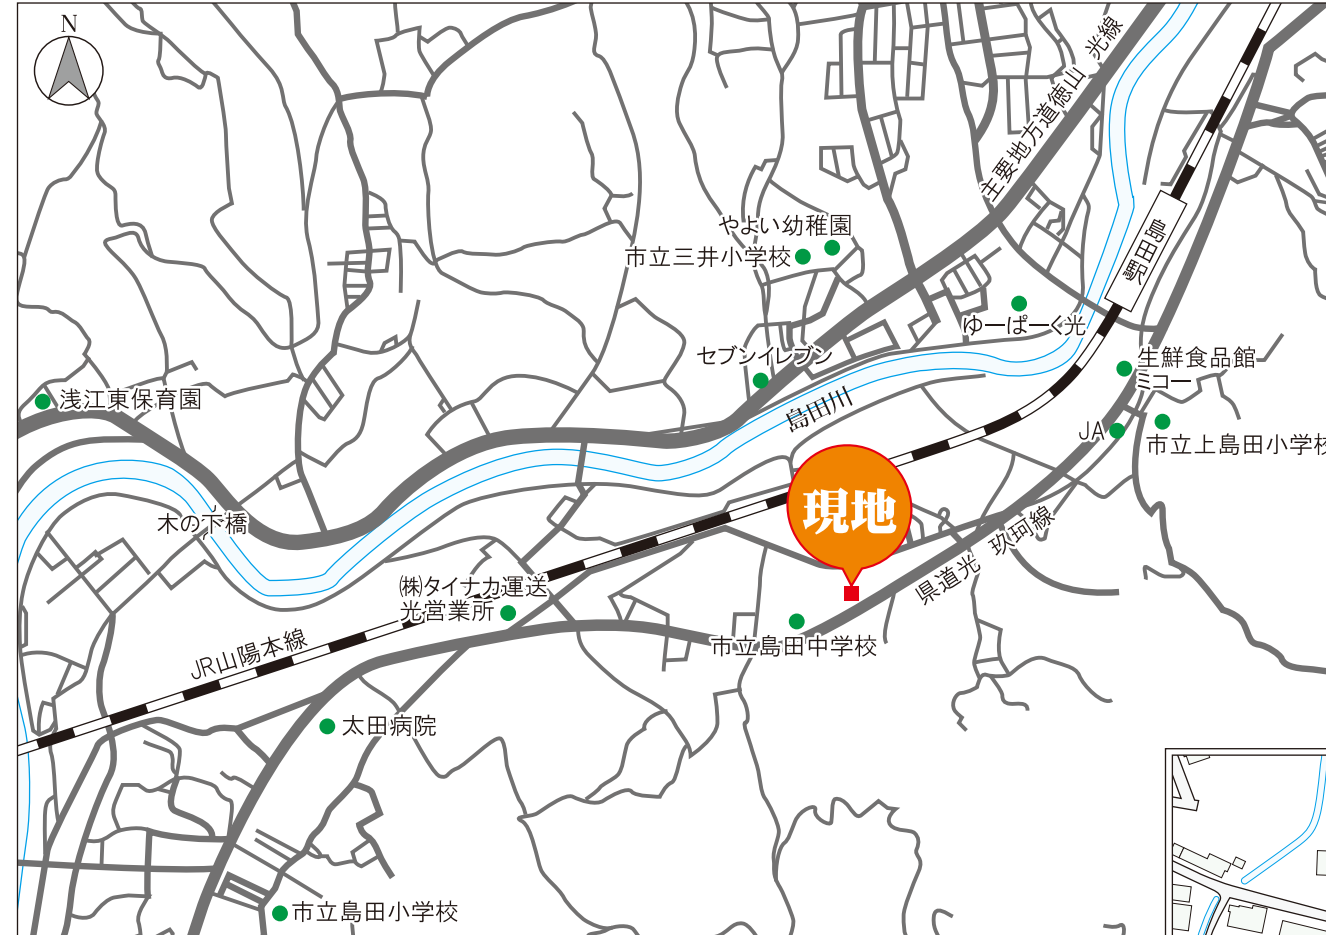 N
主要地方道徳山 光線
島田駅
やよい幼稚園
市立三井小学校
ゆーぱーく光
セブンイレブン
生鮮食品館
ミコー
浅江東保育園
島田川
JA
市立上島田小学校
現地
木の下橋
県道光 玖珂線
㈱タイナカ運送
光営業所
市立島田中学校
JR山陽本線
太田病院
市立島田小学校